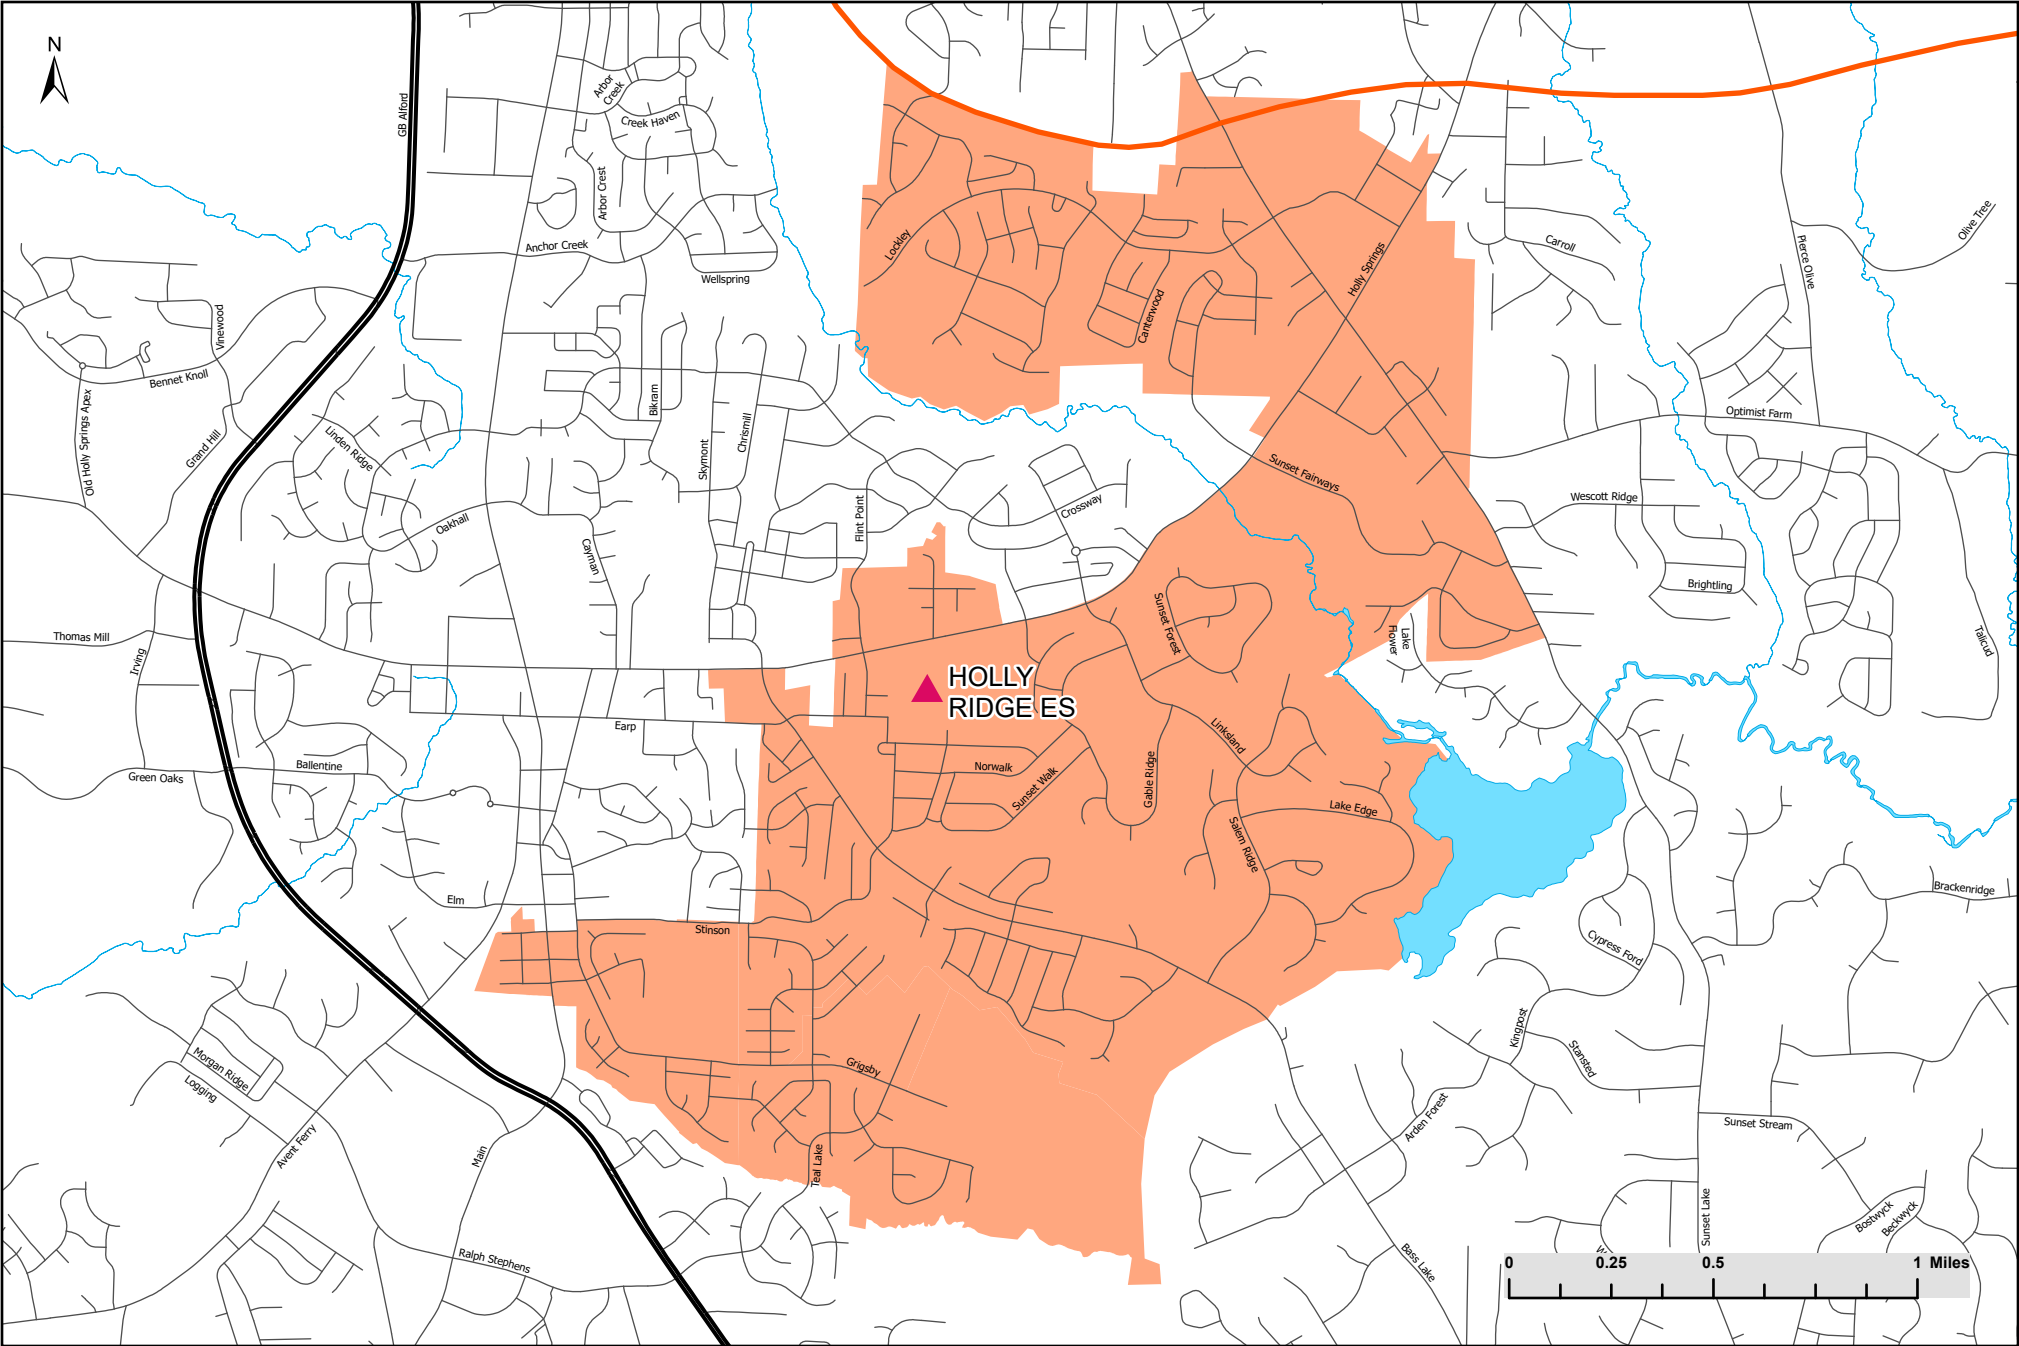 N
GB Alford
Arbor
Creek
Creek Haven
Arbor Crest
Anchor Creek
Wellspring
Lockley
Canterwood
Holly Springs
Carroll
Pierce Olive
Olive Tree
Vinewood
Bennet Knoll
Old Holly Springs Apex
Grand Hill
Linden Ridge
Bikram
Skymont
Chrismill
Optimist Farm
Sunset Fairways
Wescott Ridge
Flint Point
Crossway
Oakhall
Cayman
Brightling
Sunset Forest
Lake
Flower
Talicud
Thomas Mill
Irving
HOLLY
RIDGE ES
Earp
Linksland
Green Oaks
Ballentine
Norwalk
Sunset Walk
Gable Ridge
Lake Edge
Salem Ridge
Elm
Stinson
Brackenridge
Cypress Ford
Kingpost
Stansted
Morgan Ridge
Logging
Grigsby
Arden Forest
Avent Ferry
Main
Teal Lake
Sunset Stream
Sunset Lake
Bostwyck
Beckwyck
Ralph Stephens
Bass Lake
0 0.25 0.5 1 Miles